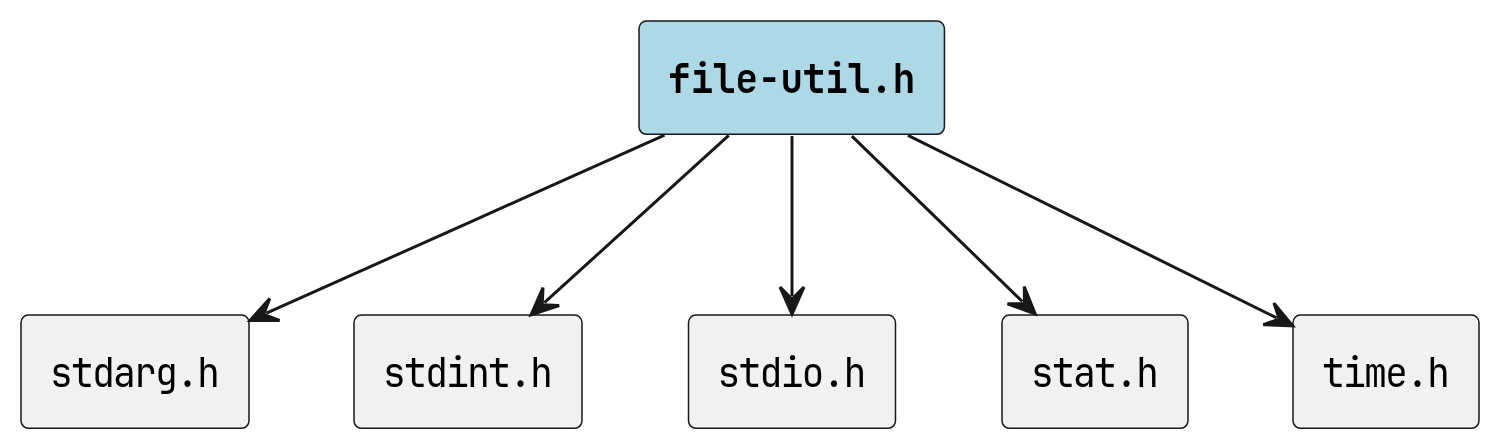 file-util.h
stdarg.h
stdint.h
stdio.h
stat.h
time.h